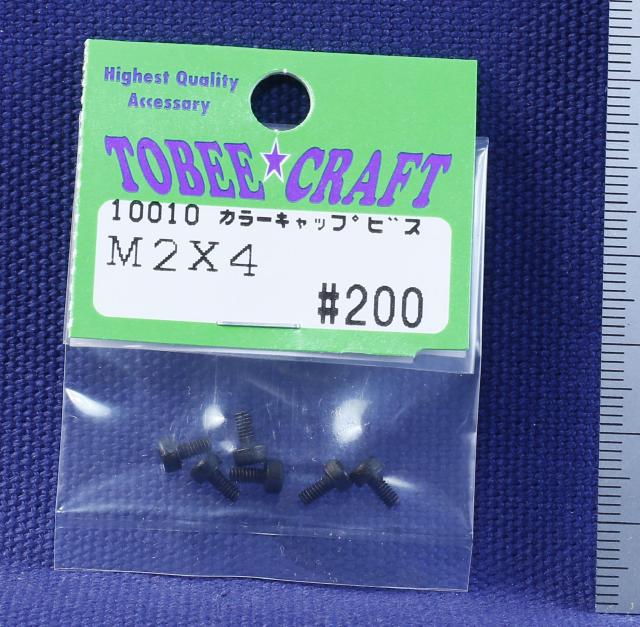 Highest Quality
Accessary
TOBEE★CRAFT
10010 カラーキャップビス
M2X4
#200